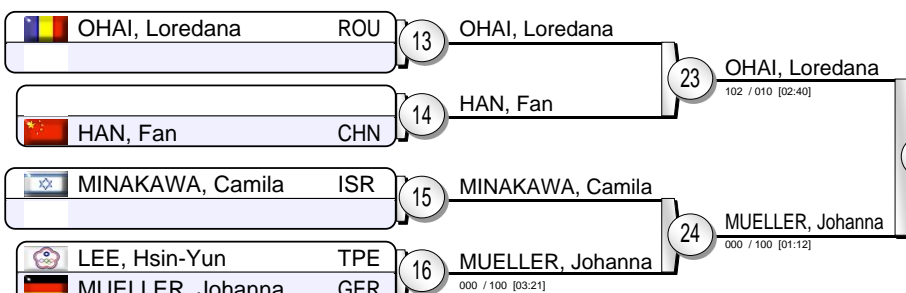 OHAI, Loredana ROU
13
OHAI, Loredana
23
OHAI, Loredana
102 / 010 [02:40]
14
HAN, Fan
HAN, Fan CHN
MINAKAWA, Camila ISR
15
MINAKAWA, Camila
24
MUELLER, Johanna
000 / 100 [01:12]
LEE, Hsin-Yun TPE
16
MUELLER, Johanna
000 / 100 [03:21]
MUELLER, Johanna GER